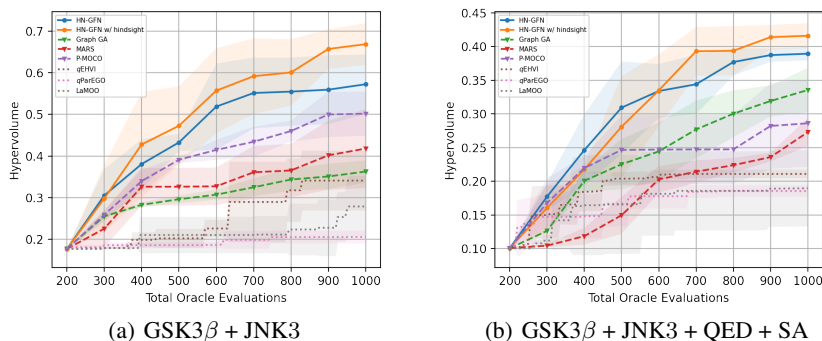 HN-GFN
HN-GFN w/ hindsight
Graph GA
MARS
P-MOCO
qEHVI
qParEGO
LaMOO
Hypervolume
0.7
0.6
0.5
0.4
0.3
0.2
200 300 400 500 600 700 800 900 1000
Total Oracle Evaluations
(a) GSK3β + JNK3
HN-GFN
HN-GFN w/ hindsight
Graph GA
MARS
P-MOCO
qEHVI
qParEGO
LaMOO
Hypervolume
0.40
0.35
0.30
0.25
0.20
0.15
0.10
200 300 400 500 600 700 800 900 1000
Total Oracle Evaluations
(b) GSK3β + JNK3 + QED + SA